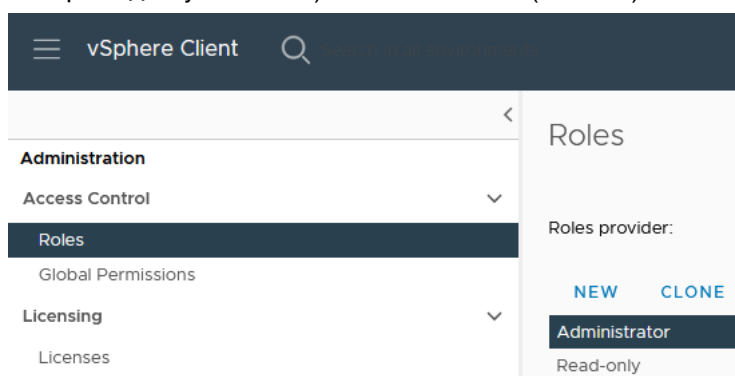 vSphere Client
Administration
Access Control
Roles
Global Permissions
Licensing
Licenses
Roles
Roles provider:
NEW CLONE
Administrator
Read-only